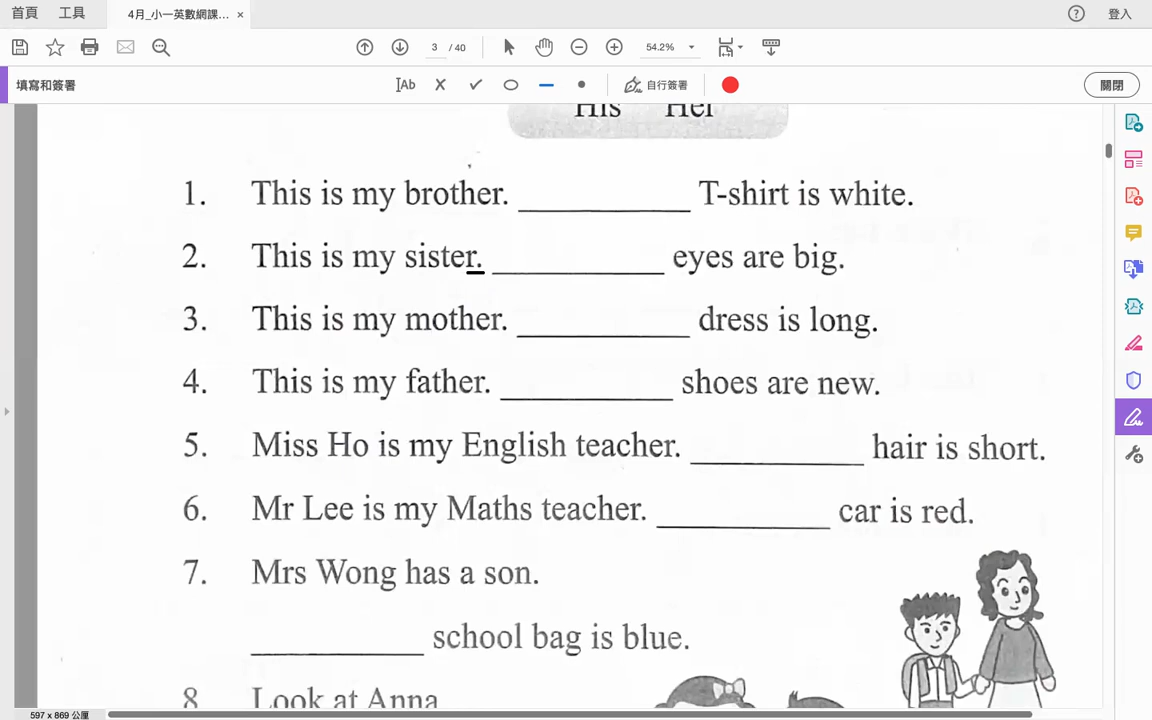 首頁 工具 4月_小一英數網課... × ? 登入
3 / 40 54.2%
填寫和簽署 Ab 自行簽署 關閉
His Her
1. This is my brother. __________ T-shirt is white.
2. This is my sister. __________ eyes are big.
3. This is my mother. __________ dress is long.
4. This is my father. __________ shoes are new.
5. Miss Ho is my English teacher. __________ hair is short.
6. Mr Lee is my Maths teacher. __________ car is red.
7. Mrs Wong has a son.
__________ school bag is blue.
8 Look at Anna
597 x 869 公厘